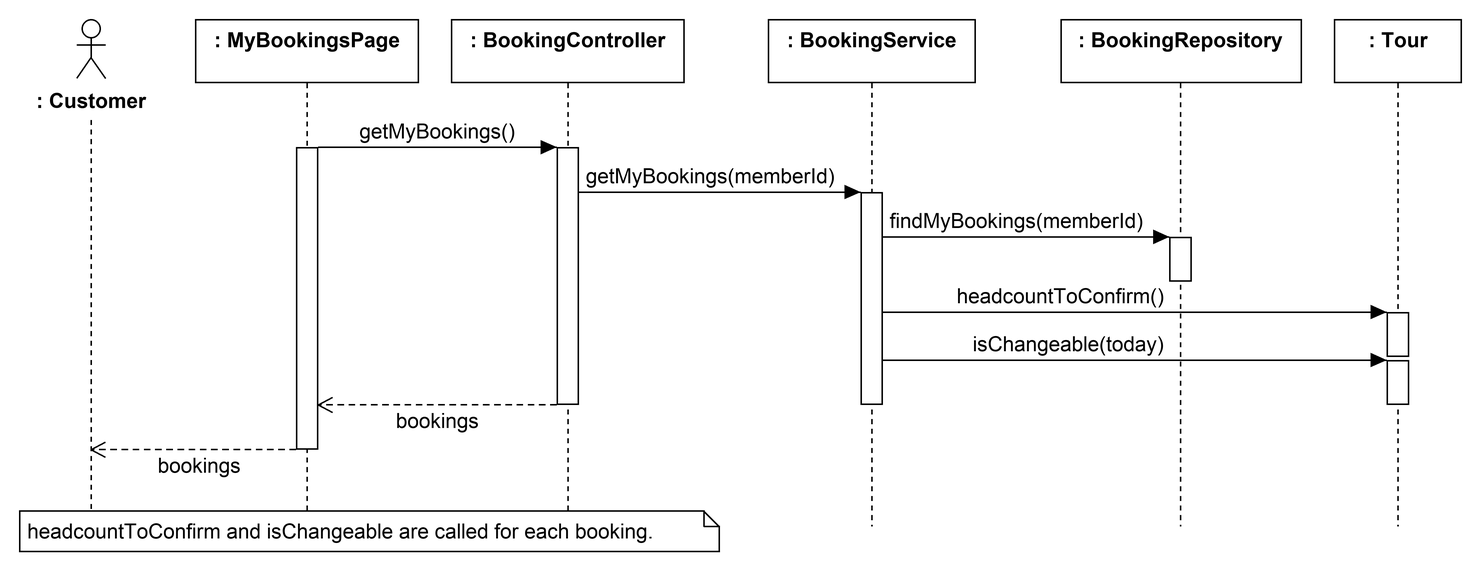 : MyBookingsPage
: BookingController
: BookingService
: BookingRepository
: Tour
: Customer
getMyBookings()
getMyBookings(memberId)
findMyBookings(memberId)
headcountToConfirm()
isChangeable(today)
bookings
bookings
headcountToConfirm and isChangeable are called for each booking.